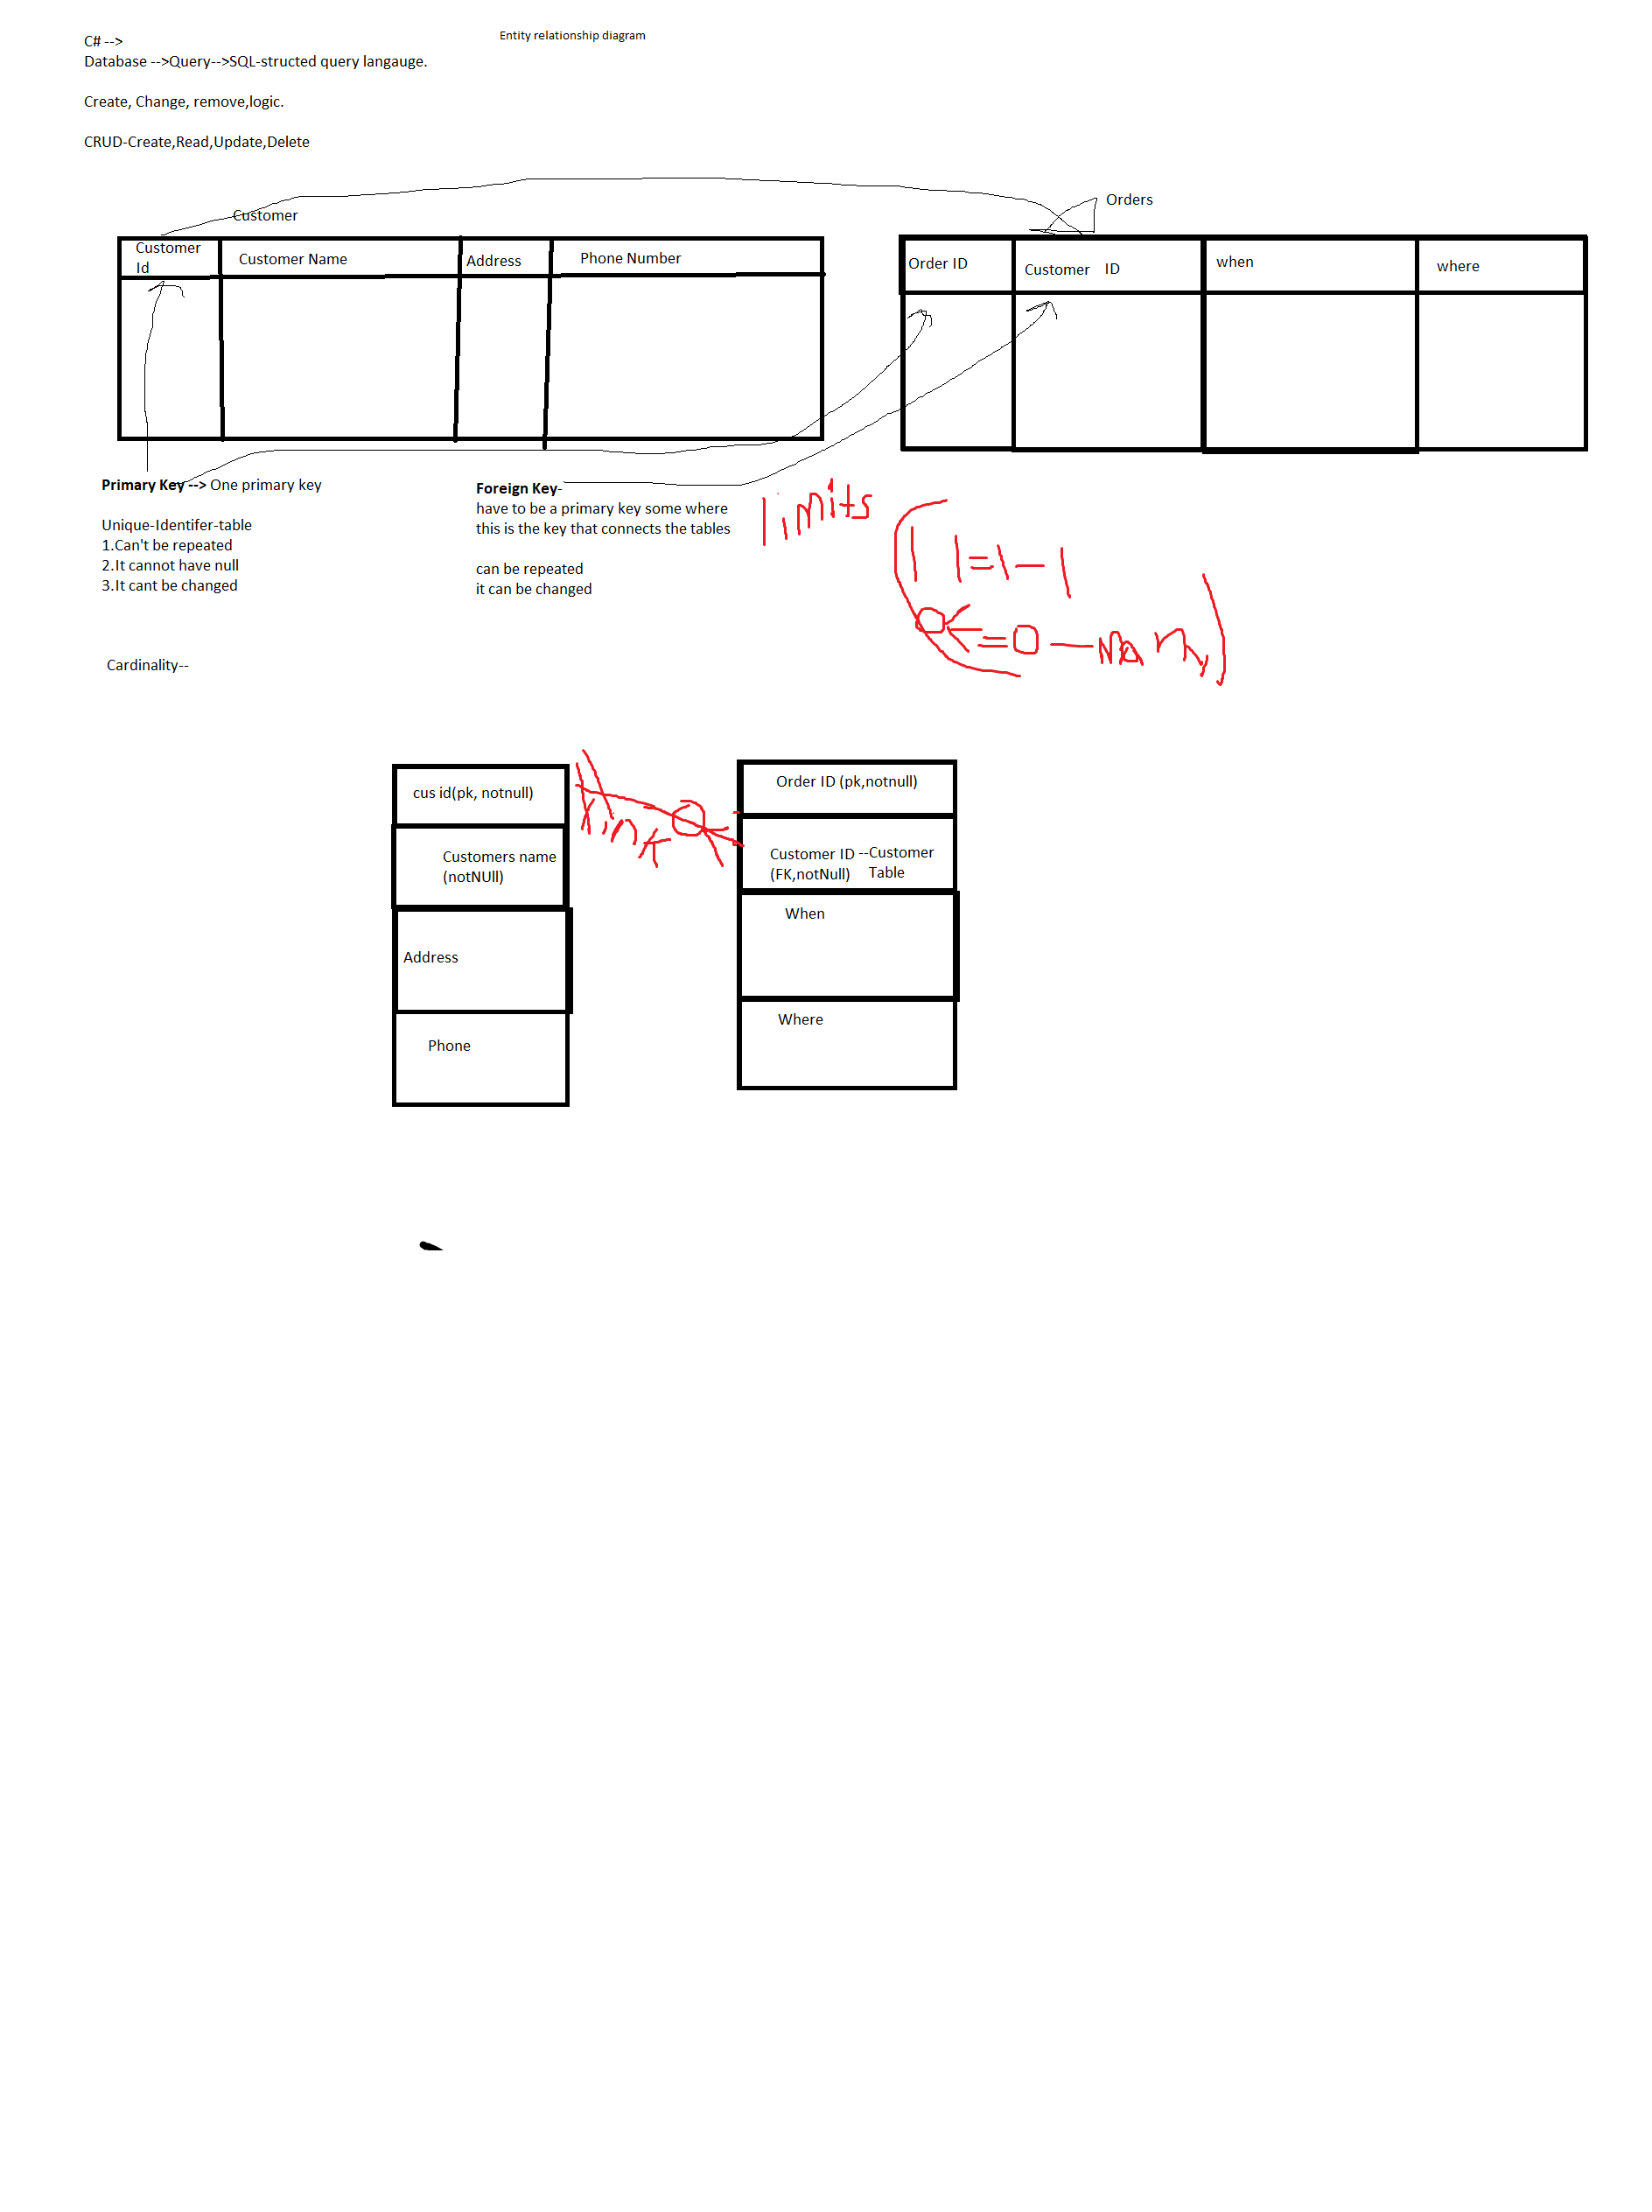 Entity relationship diagram
C# -->
Database -->Query-->SQL-structed query langauge.
Create, Change, remove,logic.
CRUD-Create,Read,Update,Delete
Customer
Orders
Customer Id
Customer Name
Address
Phone Number
Order ID
Customer ID
when
where
Primary Key --> One primary key
Unique-Identifer-table
1.Can't be repeated
2.It cannot have null
3.It cant be changed
Foreign Key-
have to be a primary key some where
this is the key that connects the tables
can be repeated
it can be changed
limits
| | = 1 - 1
= 0 -
Cardinality--
cus id(pk, notnull)
Customers name
(notNUll)
Address
Phone
link
Order ID (pk,notnull)
Customer ID --Customer
(FK,notNull) Table
When
Where